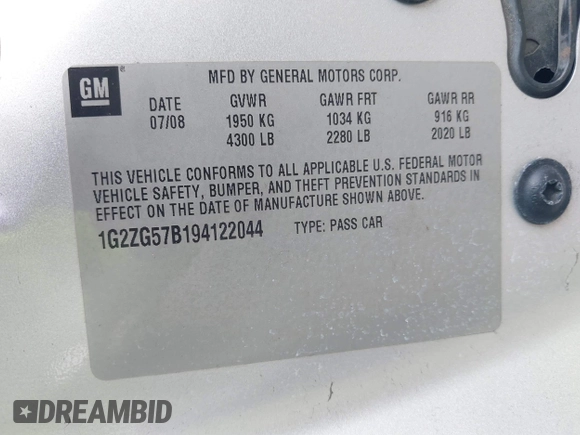 GM
MFD BY GENERAL MOTORS CORP.
DATE GVWR GAWR FRT GAWR RR
07/08 1950 KG 1034 KG 916 KG
4300 LB 2280 LB 2020 LB
THIS VEHICLE CONFORMS TO ALL APPLICABLE U.S. FEDERAL MOTOR
VEHICLE SAFETY, BUMPER, AND THEFT PREVENTION STANDARDS IN
EFFECT ON THE DATE OF MANUFACTURE SHOWN ABOVE.
1G2ZG57B194122044 TYPE: PASS CAR
DREAMBID